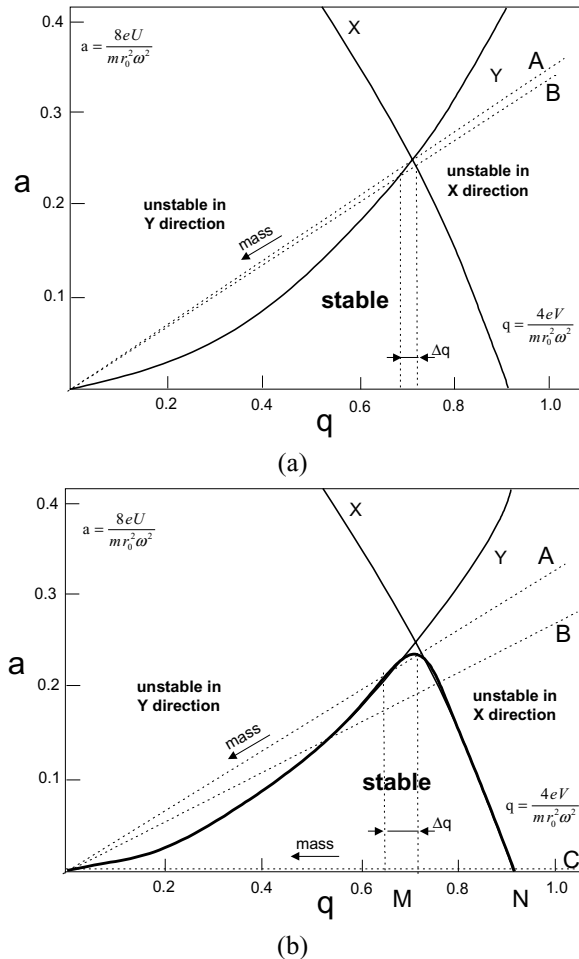 0.4
0.3
0.2
0.1
a
a = 8eU / mr₀²ω²
X
Y
A
B
unstable in
X direction
unstable in
Y direction
mass
stable
q = 4eV / mr₀²ω²
Δq
0.2 0.4 0.6 0.8 1.0
q
(a)
0.4
0.3
0.2
0.1
a
a = 8eU / mr₀²ω²
X
Y
A
B
unstable in
Y direction
unstable in
X direction
mass
stable
q = 4eV / mr₀²ω²
Δq
mass
C
0.2 0.4 0.6 0.8 1.0
q M N
(b)